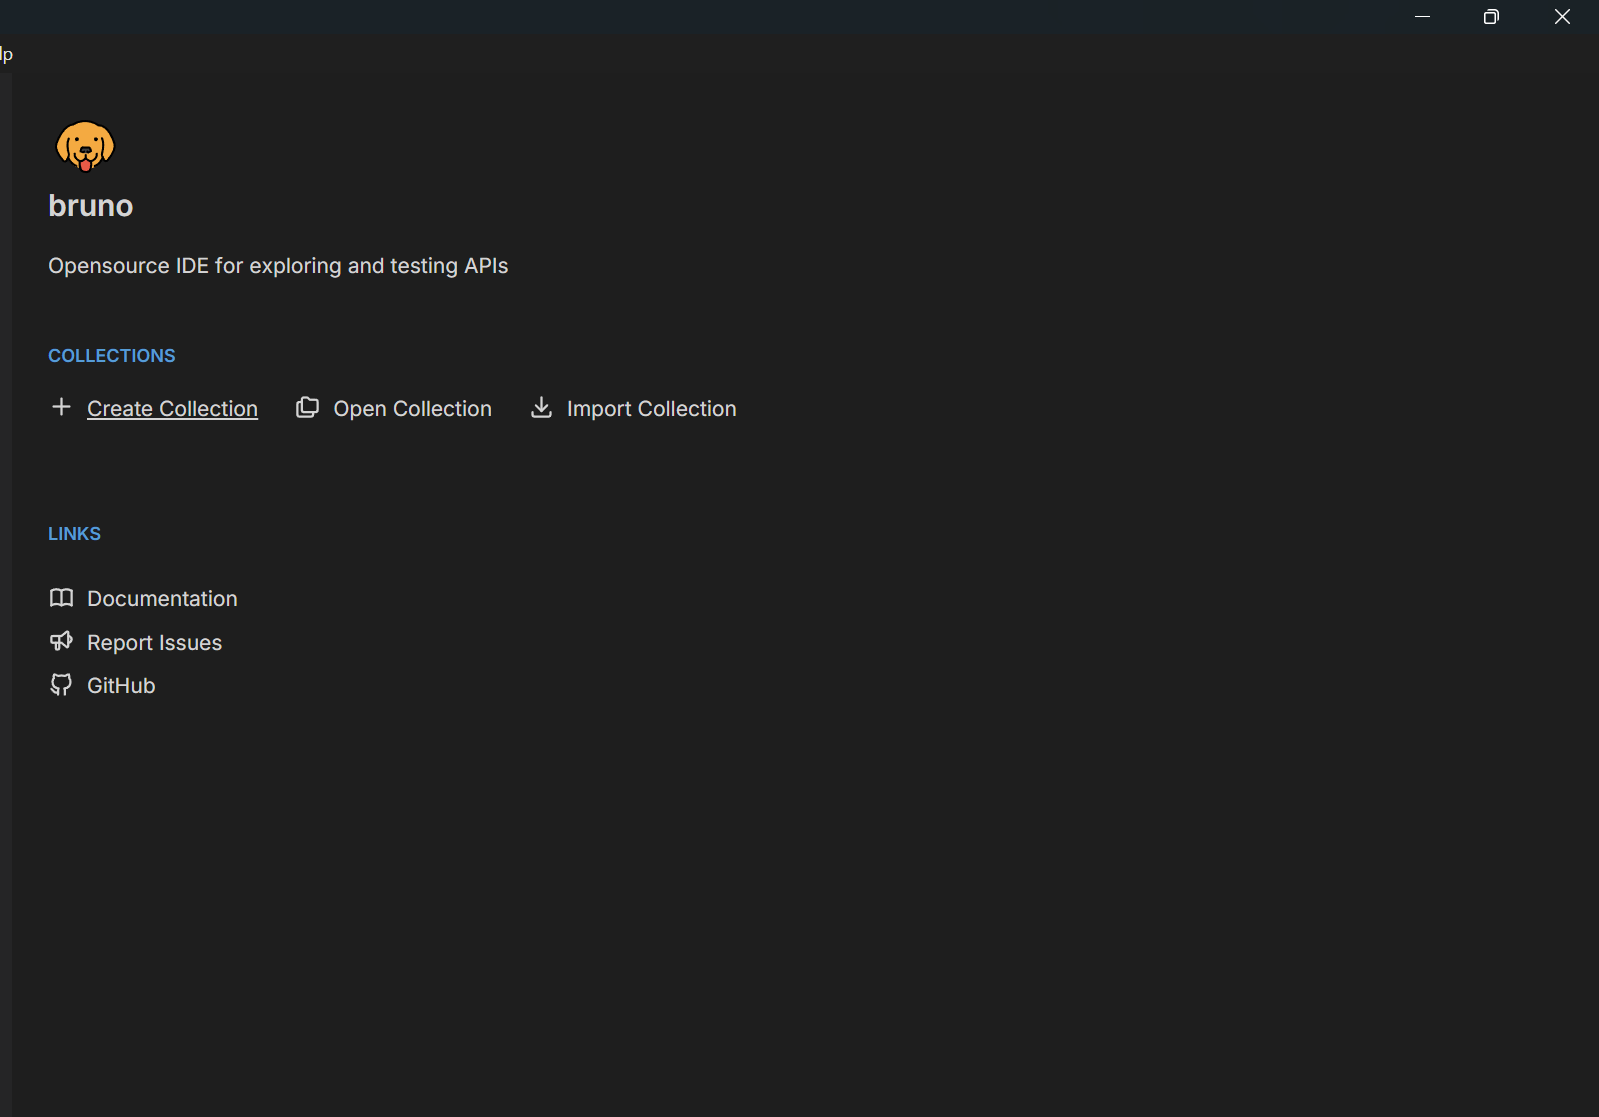 lp
bruno
Opensource IDE for exploring and testing APIs
COLLECTIONS
Create Collection Open Collection Import Collection
LINKS
Documentation
Report Issues
GitHub